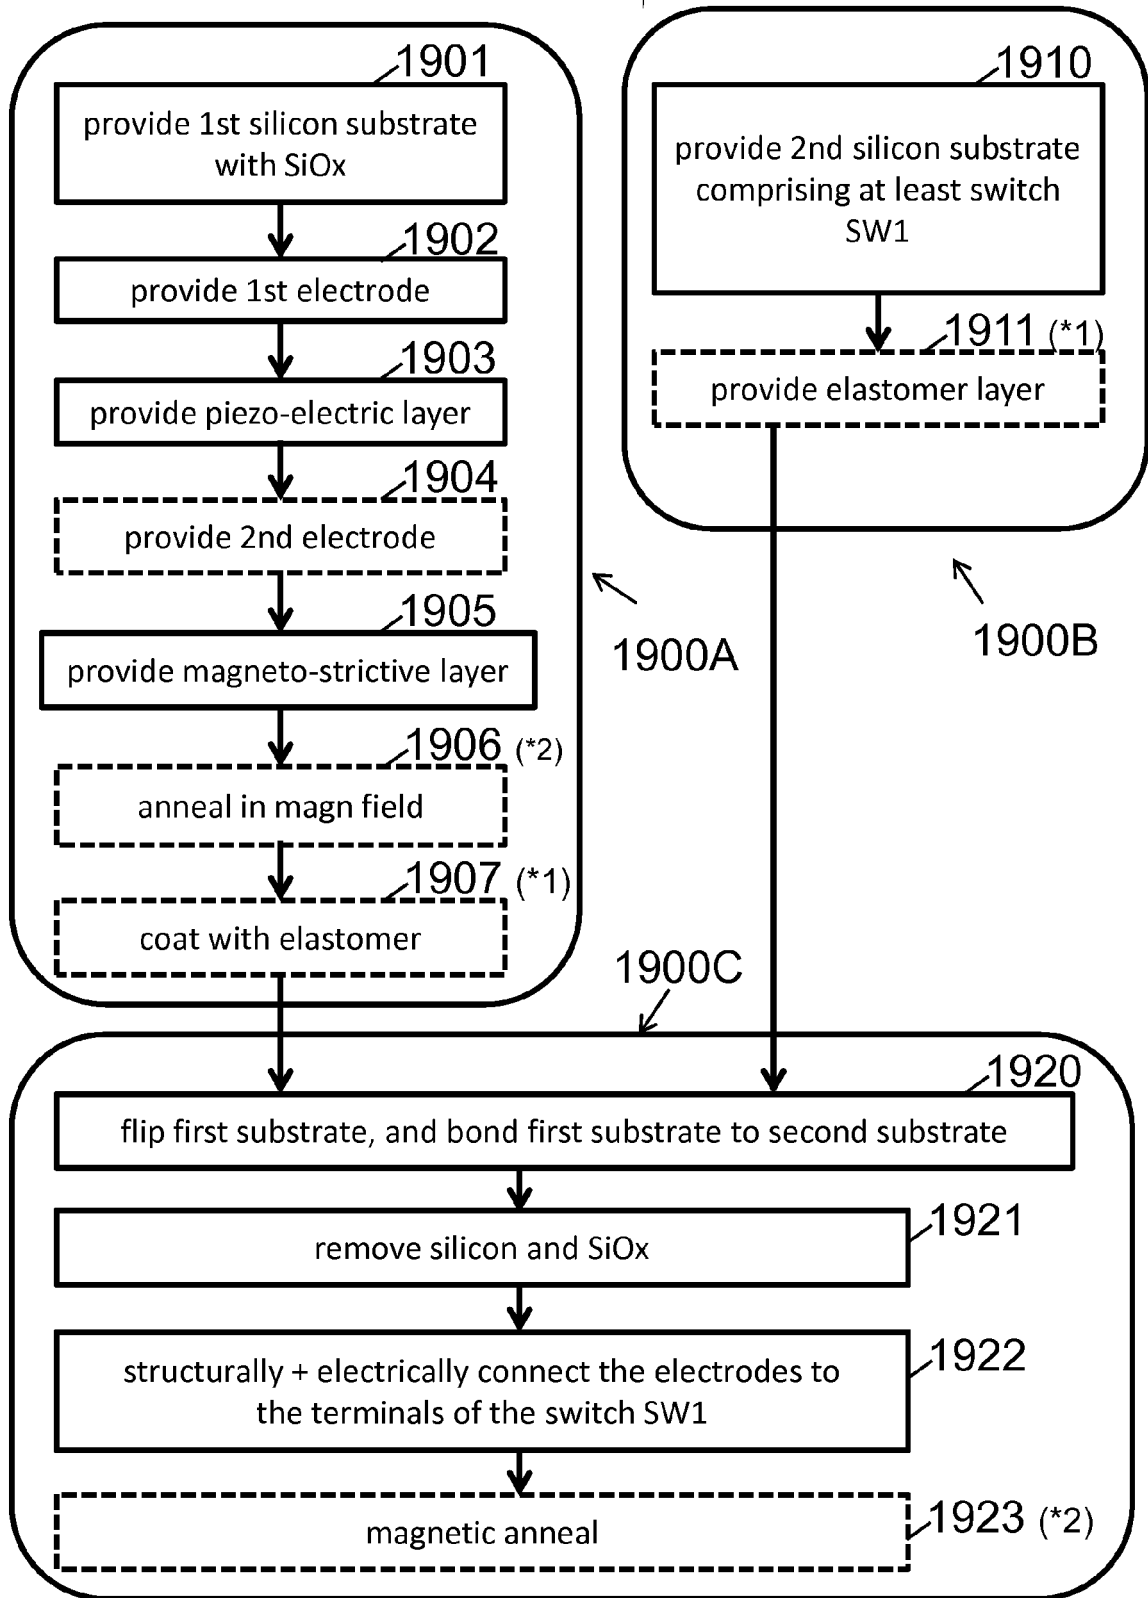 1901
provide 1st silicon substrate
with SiOx
1902
provide 1st electrode
1903
provide piezo-electric layer
1904
provide 2nd electrode
1905
provide magneto-strictive layer
1906 (*2)
anneal in magn field
1907 (*1)
coat with elastomer
1900A
1910
provide 2nd silicon substrate
comprising at least switch
SW1
1911 (*1)
provide elastomer layer
1900B
1900C
1920
flip first substrate, and bond first substrate to second substrate
1921
remove silicon and SiOx
1922
structurally + electrically connect the electrodes to
the terminals of the switch SW1
1923 (*2)
magnetic anneal